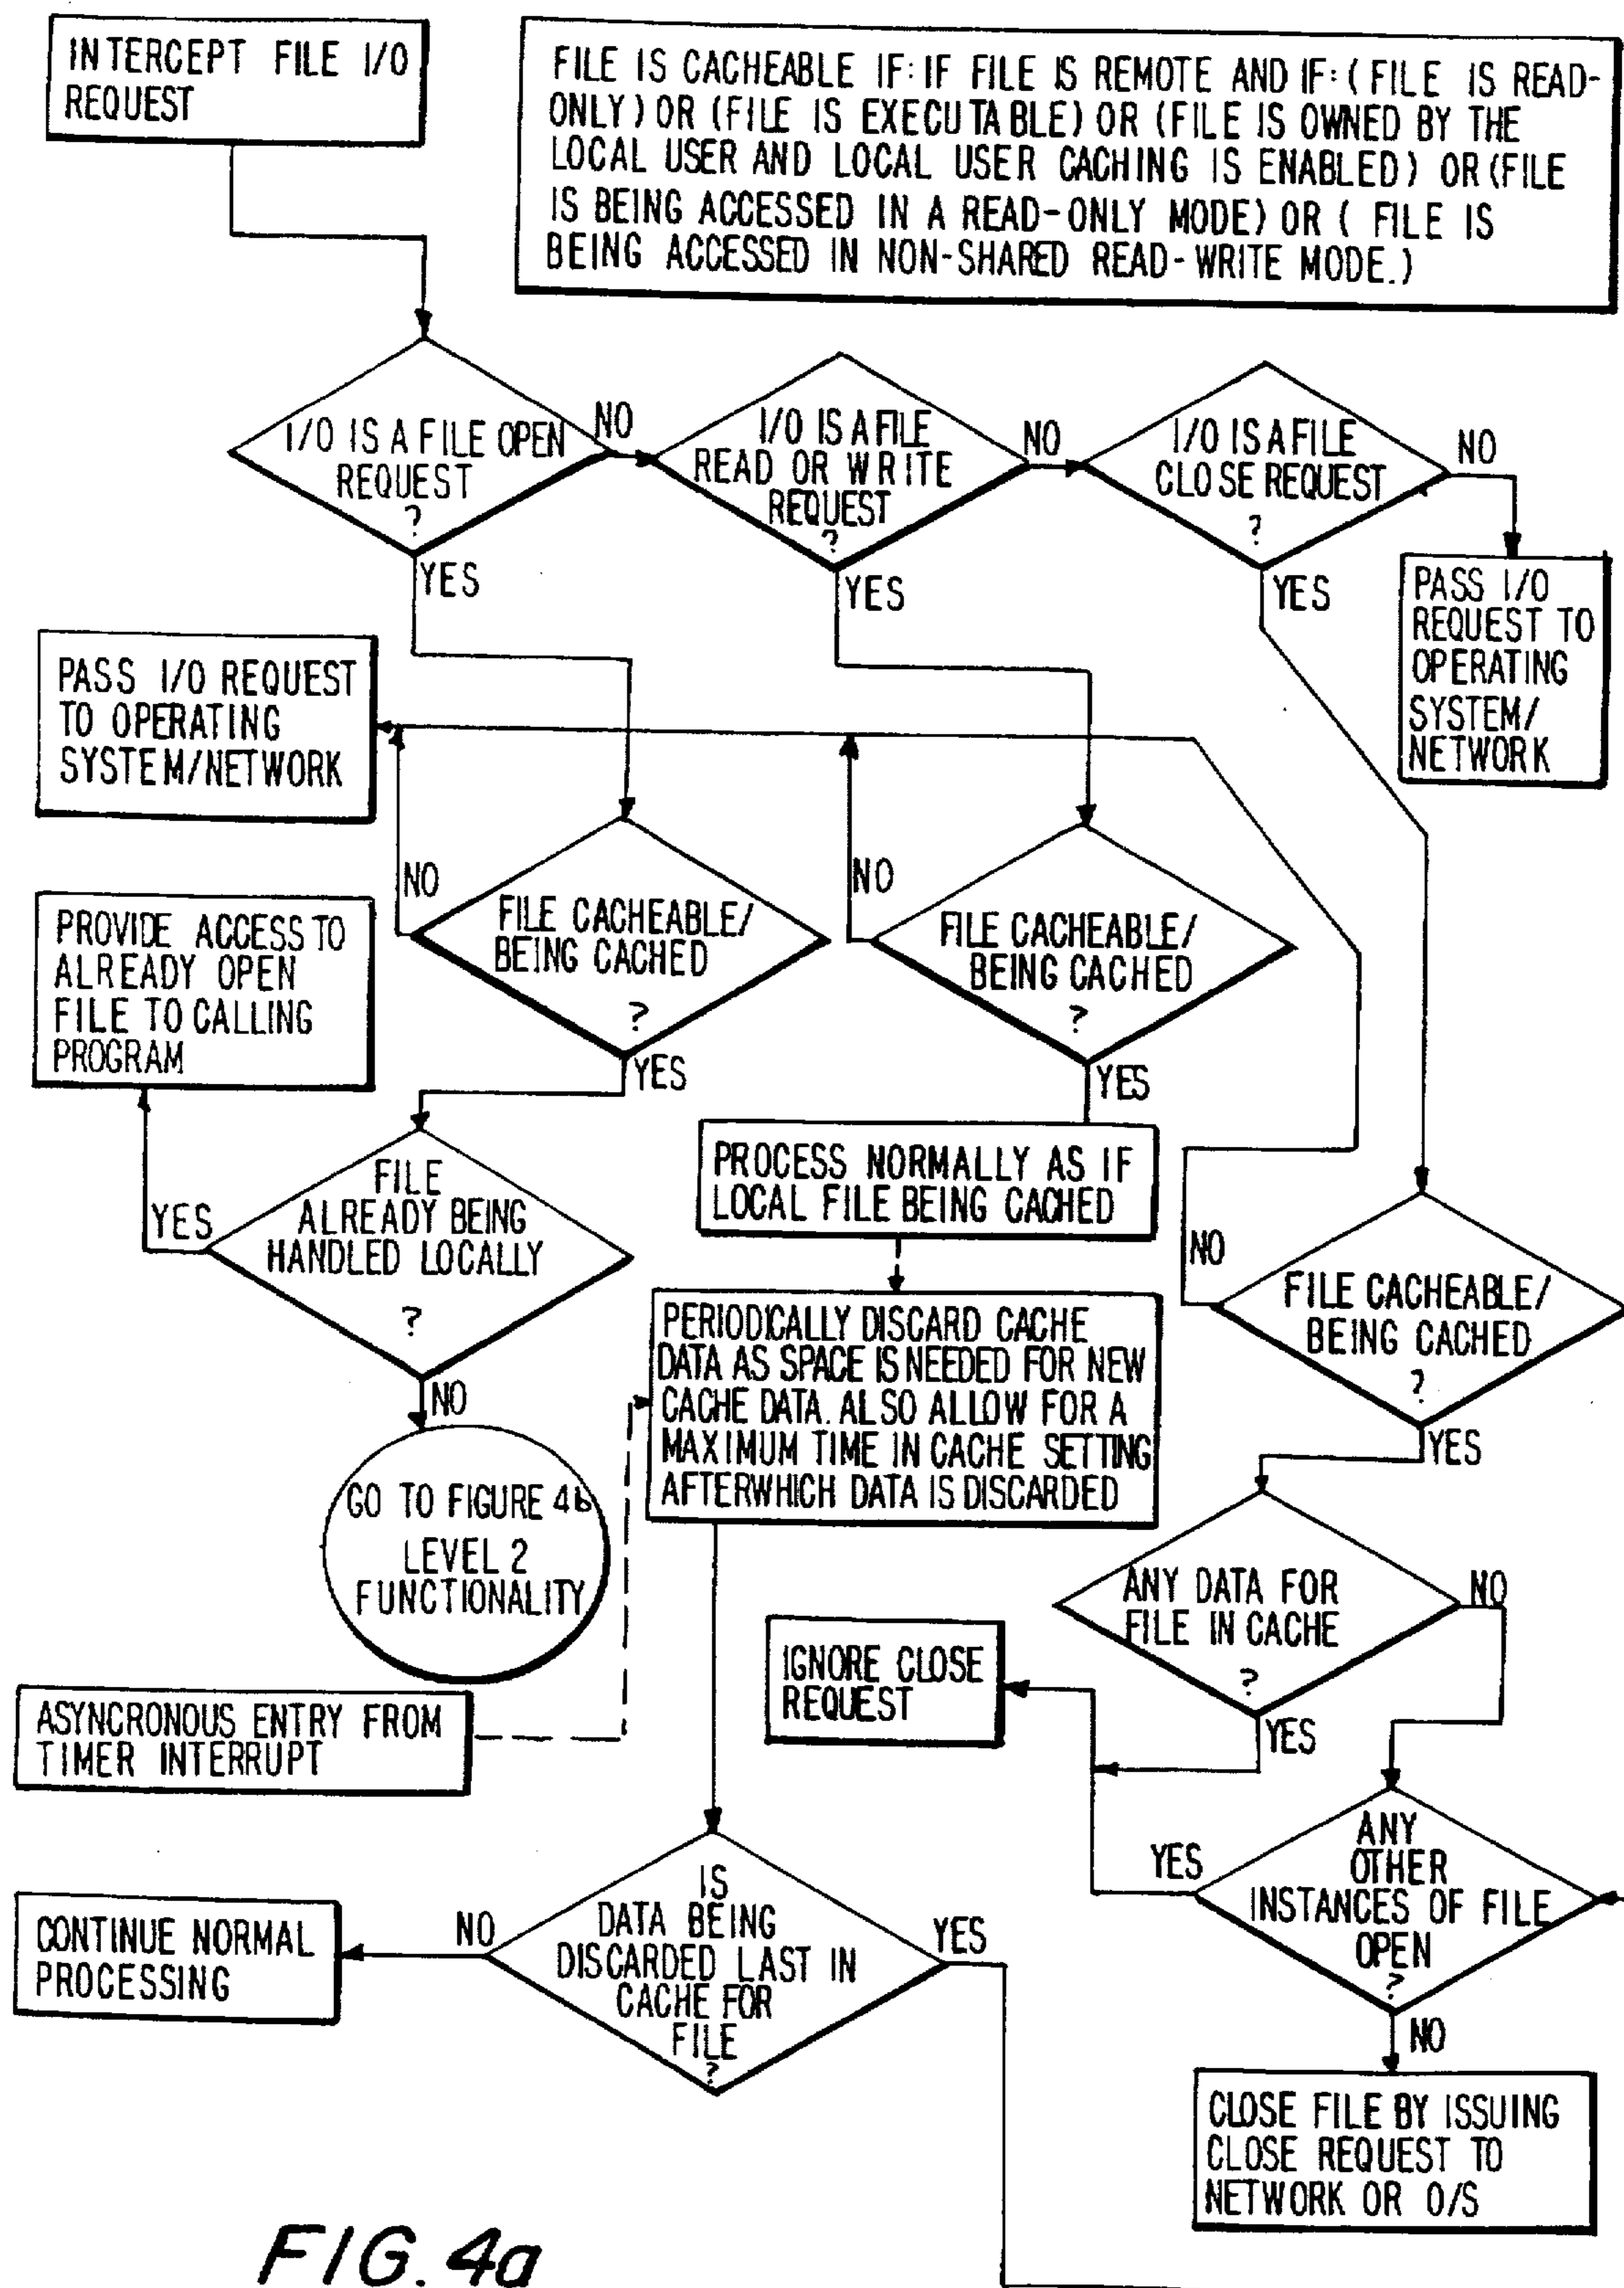 INTERCEPT FILE I/O
REQUEST
FILE IS CACHEABLE IF: IF FILE IS REMOTE AND IF: ( FILE IS READ-
ONLY) OR (FILE IS EXECUTABLE) OR (FILE IS OWNED BY THE
LOCAL USER AND LOCAL USER CACHING IS ENABLED) OR (FILE
IS BEING ACCESSED IN A READ-ONLY MODE) OR ( FILE IS
BEING ACCESSED IN NON-SHARED READ-WRITE MODE.)
I/O IS A FILE OPEN
REQUEST
?
NO
YES
I/O IS A FILE
READ OR WRITE
REQUEST
?
NO
YES
I/O IS A FILE
CLOSE REQUEST
?
NO
YES
PASS I/O
REQUEST TO
OPERATING
SYSTEM/
NETWORK
PASS I/O REQUEST
TO OPERATING
SYSTEM/NETWORK
NO
FILE CACHEABLE/
BEING CACHED
?
YES
NO
FILE CACHEABLE/
BEING CACHED
?
YES
PROVIDE ACCESS TO
ALREADY OPEN
FILE TO CALLING
PROGRAM
YES
FILE
ALREADY BEING
HANDLED LOCALLY
?
NO
PROCESS NORMALLY AS IF
LOCAL FILE BEING CACHED
NO
FILE CACHEABLE/
BEING CACHED
?
YES
PERIODICALLY DISCARD CACHE
DATA AS SPACE IS NEEDED FOR NEW
CACHE DATA. ALSO ALLOW FOR A
MAXIMUM TIME IN CACHE SETTING
AFTERWHICH DATA IS DISCARDED
GO TO FIGURE 4b
LEVEL 2
FUNCTIONALITY
ANY DATA FOR
FILE IN CACHE
?
NO
YES
IGNORE CLOSE
REQUEST
ASYNCRONOUS ENTRY FROM
TIMER INTERRUPT
YES
ANY
OTHER
INSTANCES OF FILE
OPEN
?
NO
CONTINUE NORMAL
PROCESSING
NO
IS
DATA BEING
DISCARDED LAST IN
CACHE FOR
FILE
?
YES
CLOSE FILE BY ISSUING
CLOSE REQUEST TO
NETWORK OR O/S
FIG. 4a